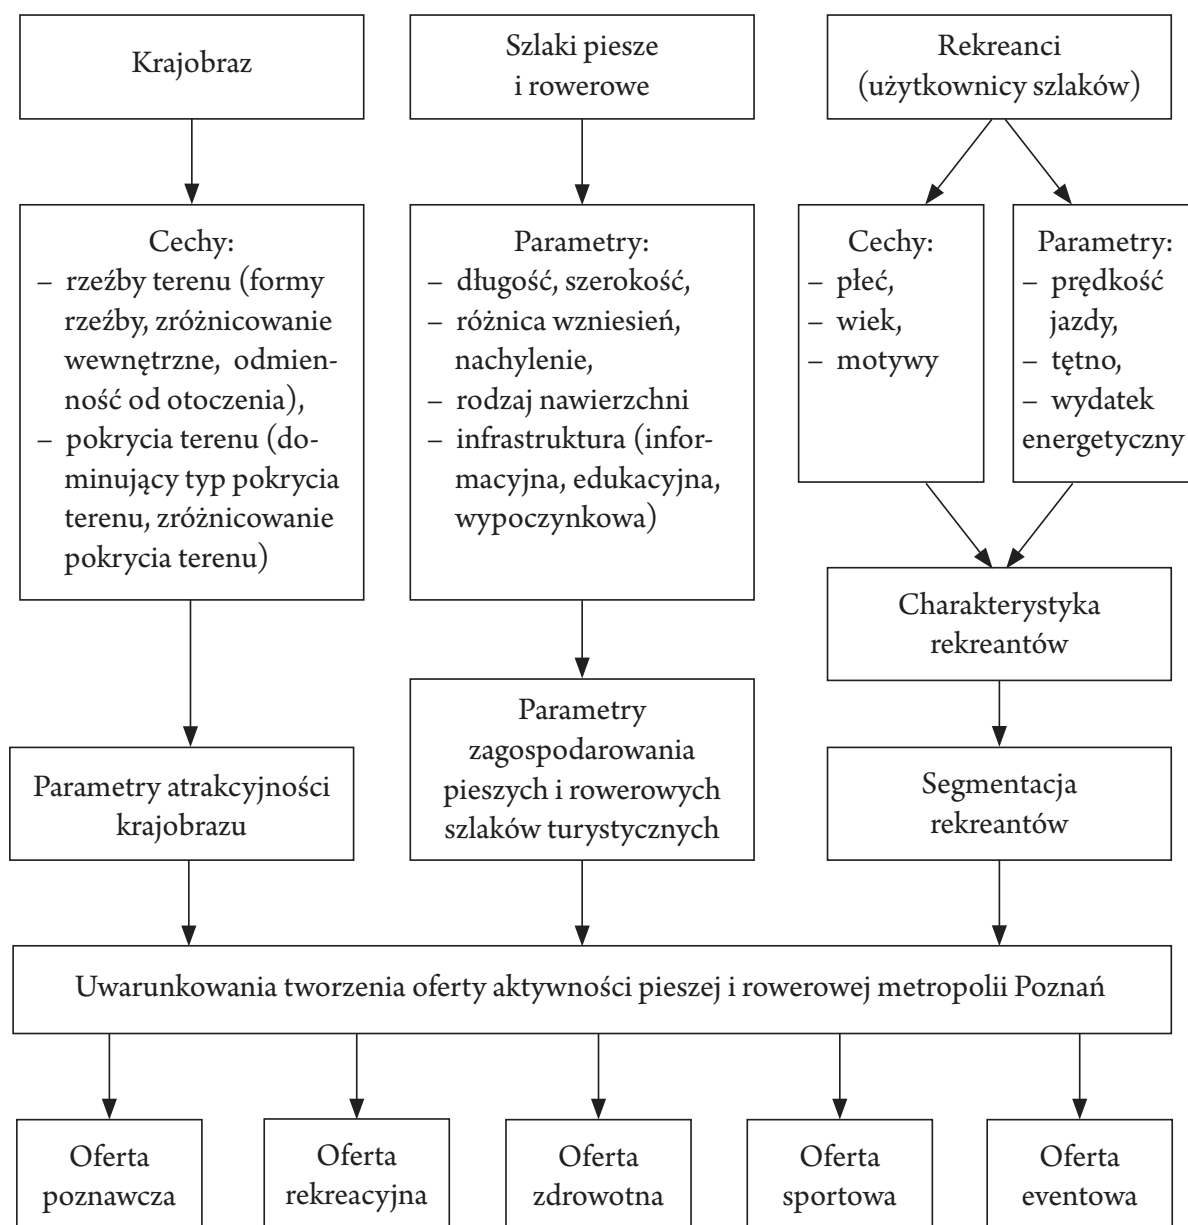 Krajobraz
Szlaki piesze
i rowerowe
Rekreanci
(użytkownicy szlaków)
Cechy:
– rzeźby terenu (formy
rzeźby, zróżnicowanie
wewnętrzne, odmien-
ność od otoczenia),
– pokrycia terenu (do-
minujący typ pokrycia
terenu, zróżnicowanie
pokrycia terenu)
Parametry:
– długość, szerokość,
– różnica wzniesień,
nachylenie,
– rodzaj nawierzchni
– infrastruktura (infor-
macyjna, edukacyjna,
wypoczynkowa)
Cechy:
– płeć,
– wiek,
– motywy
Parametry:
– prędkość
jazdy,
– tętno,
– wydatek
energetyczny
Charakterystyka
rekreantów
Parametry atrakcyjności
krajobrazu
Parametry
zagospodarowania
pieszych i rowerowych
szlaków turystycznych
Segmentacja
rekreantów
Uwarunkowania tworzenia oferty aktywności pieszej i rowerowej metropolii Poznań
Oferta
poznawcza
Oferta
rekreacyjna
Oferta
zdrowotna
Oferta
sportowa
Oferta
eventowa